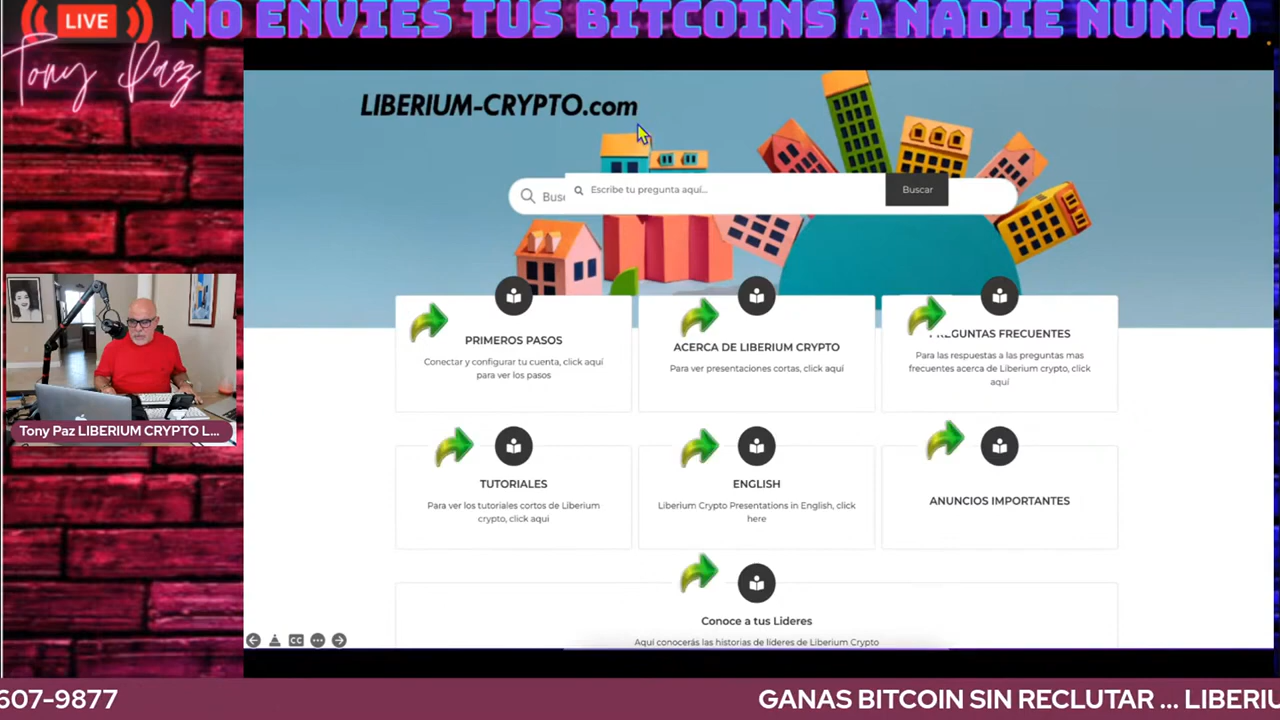 LIVE
NO ENVIES TUS BITCOINS A NADIE NUNCA
Tony Paz
LIBERIUM-CRYPTO.com
Escribe tu pregunta aquí...
Buscar
PRIMEROS PASOS
Conectar y configurar tu cuenta, click aquí
para ver los pasos
ACERCA DE LIBERIUM CRYPTO
Para ver presentaciones cortas, click aquí
PREGUNTAS FRECUENTES
Para las respuestas a las preguntas mas
frecuentes acerca de Liberium crypto, click
aquí
TUTORIALES
Para ver los tutoriales cortos de Liberium
crypto, click aqui
ENGLISH
Liberium Crypto Presentations in English, click
here
ANUNCIOS IMPORTANTES
Conoce a tus Lideres
Aquí conocerás las historias de líderes de Liberium Crypto
Tony Paz LIBERIUM CRYPTO L...
CC
607-9877
GANAS BITCOIN SIN RECLUTAR ... LIBERIU